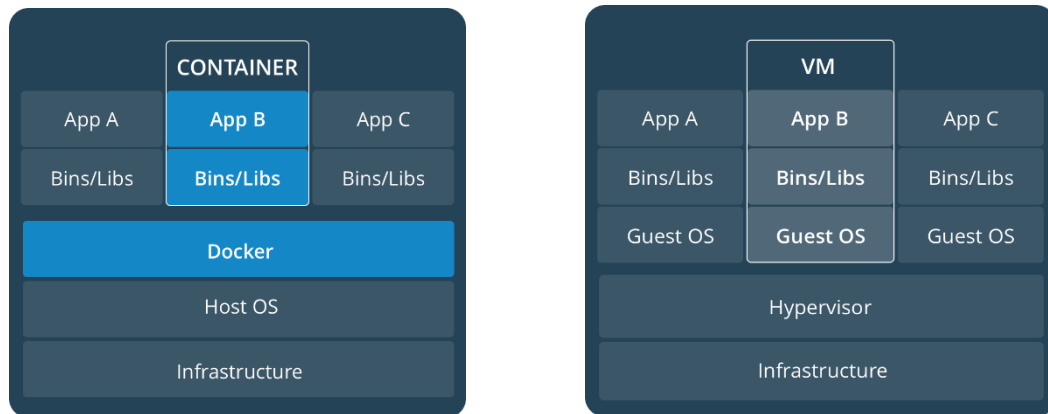 CONTAINER
App A
App B
App C
Bins/Libs
Bins/Libs
Bins/Libs
Docker
Host OS
Infrastructure
VM
App A
App B
App C
Bins/Libs
Bins/Libs
Bins/Libs
Guest OS
Guest OS
Guest OS
Hypervisor
Infrastructure